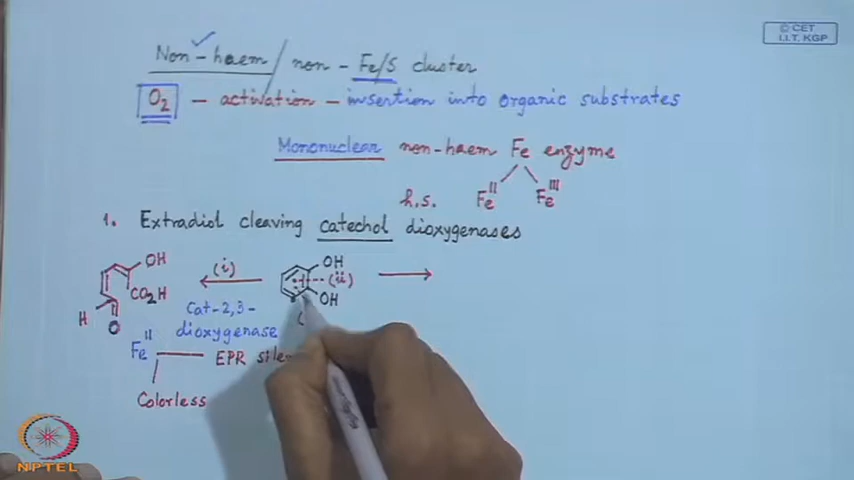 © CET
I.I.T. KGP
Non-haem / non-Fe/S cluster
O2 - activation - insertion into organic substrates
Mononuclear non-haem Fe enzyme
h.s. Fe^II Fe^III
1. Extradiol cleaving catechol dioxygenases
OH
CO2H
H
O
(i)
Cat-2,3-
dioxygenase
OH
(ii)
OH
(
Fe^II
EPR
Colorless
NPTEL